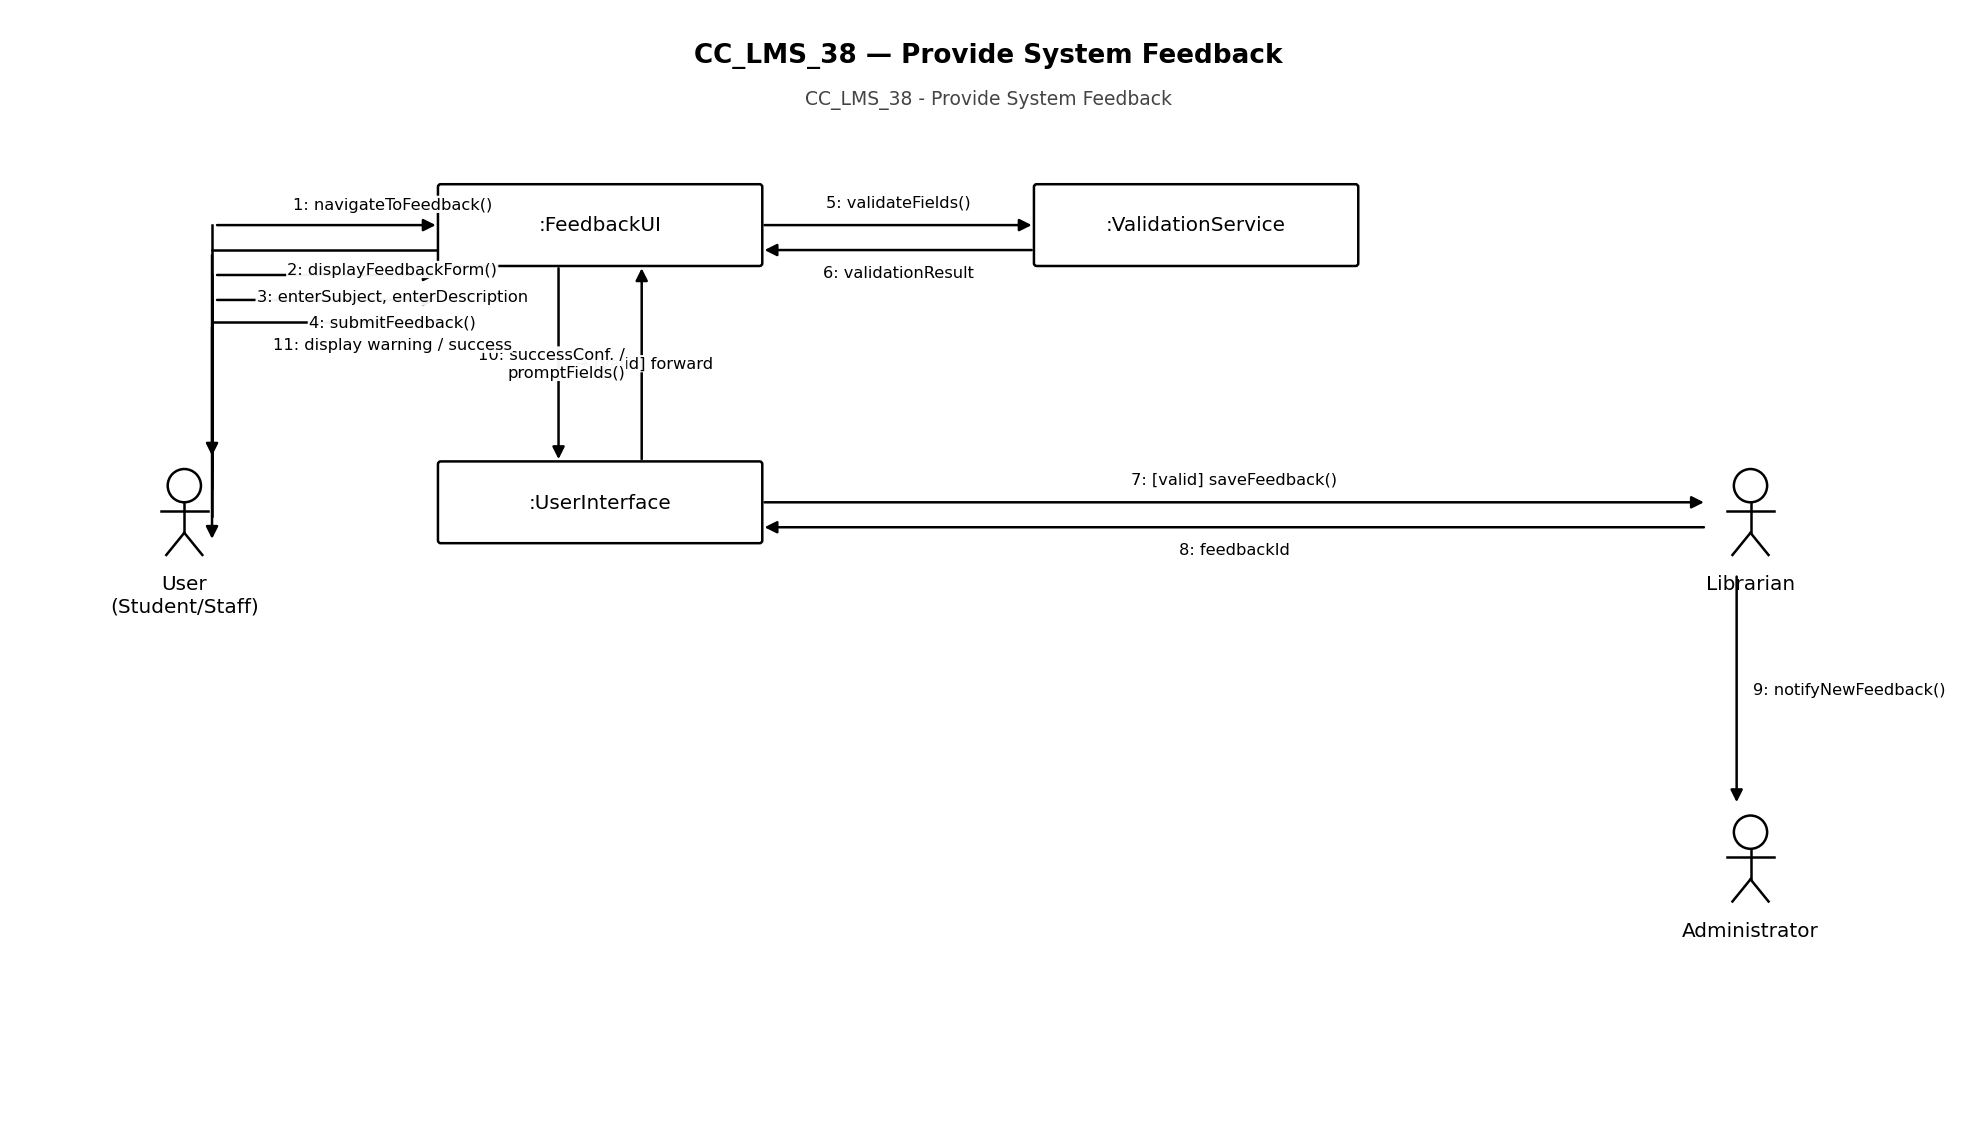 CC_LMS_38 — Provide System Feedback
CC_LMS_38 - Provide System Feedback
1: navigateToFeedback()
:FeedbackUI
5: validateFields()
:ValidationService
2: displayFeedbackForm()
6: validationResult
3: enterSubject, enterDescription
4: submitFeedback()
11: display warning / success
10: successConf. /
promptFields()
id] forward
:UserInterface
7: [valid] saveFeedback()
8: feedbackId
User
(Student/Staff)
Librarian
9: notifyNewFeedback()
Administrator